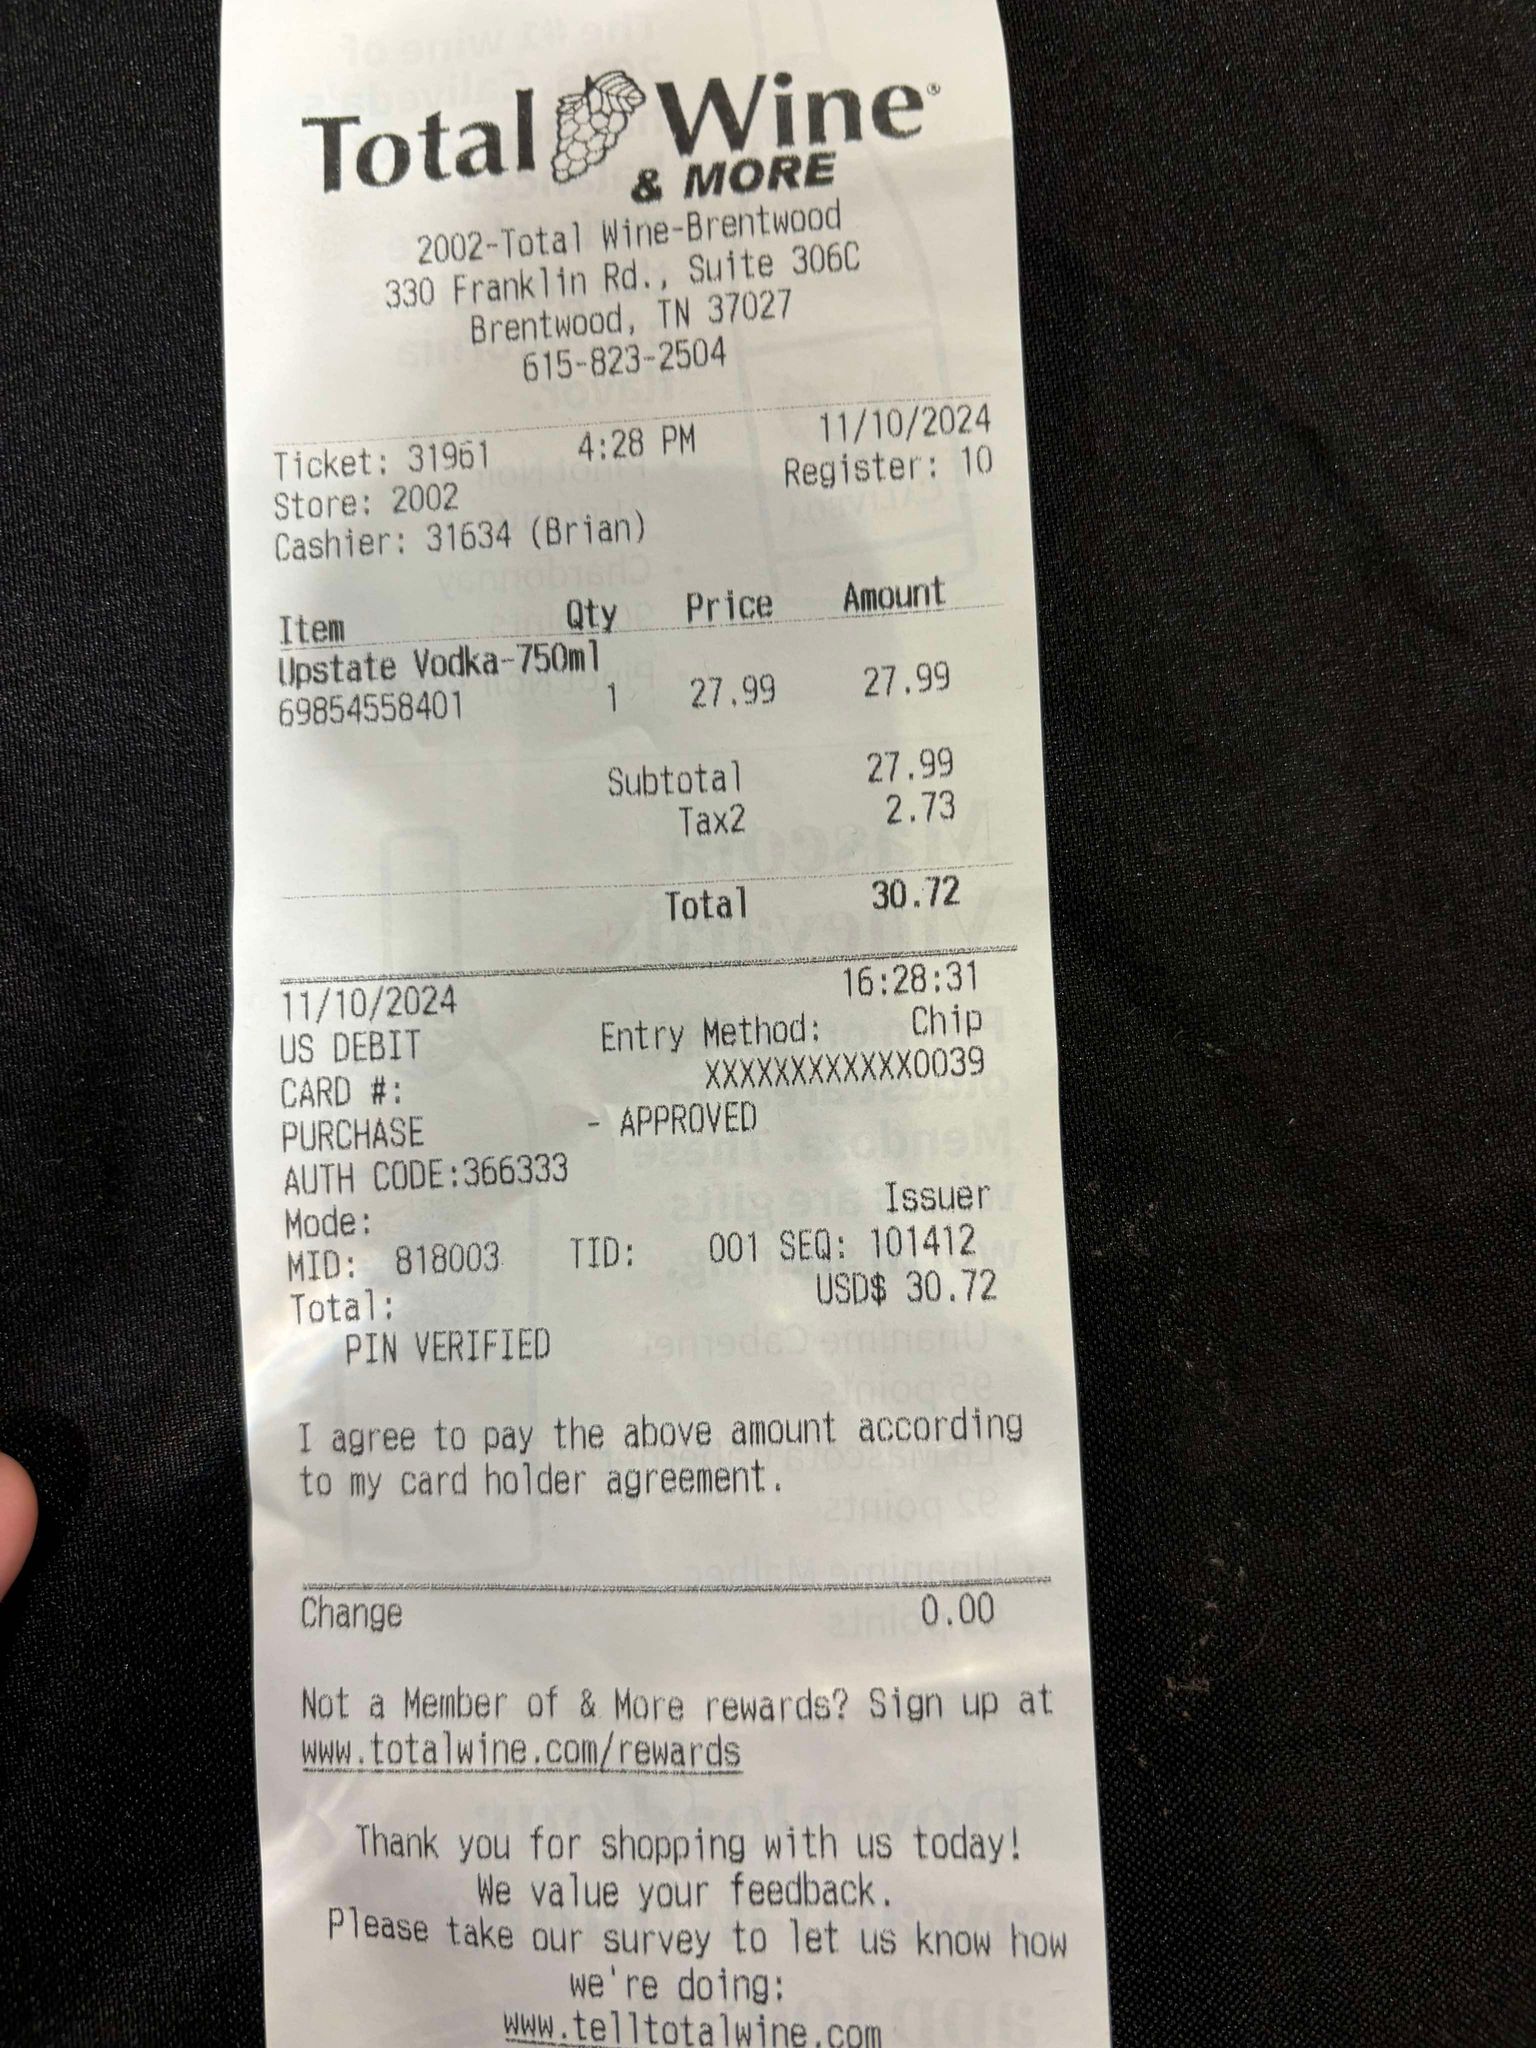 Total Wine®
& MORE
2002-Total Wine-Brentwood
330 Franklin Rd., Suite 306C
Brentwood, TN 37027
615-823-2504
Ticket: 31961 4:28 PM 11/10/2024
Store: 2002 Register: 10
Cashier: 31634 (Brian)
Item Qty Price Amount
Upstate Vodka-750ml
69854558401 1 27.99 27.99
Subtotal 27.99
Tax2 2.73
Total 30.72
11/10/2024 16:28:31
US DEBIT Entry Method: Chip
CARD #: XXXXXXXXXXXX0039
PURCHASE - APPROVED
AUTH CODE:366333
Mode: Issuer
MID: 818003 TID: 001 SEQ: 101412
Total: USD$ 30.72
PIN VERIFIED
I agree to pay the above amount according
to my card holder agreement.
Change 0.00
Not a Member of & More rewards? Sign up at
www.totalwine.com/rewards
Thank you for shopping with us today!
We value your feedback.
Please take our survey to let us know how
we're doing:
www.telltotalwine.com